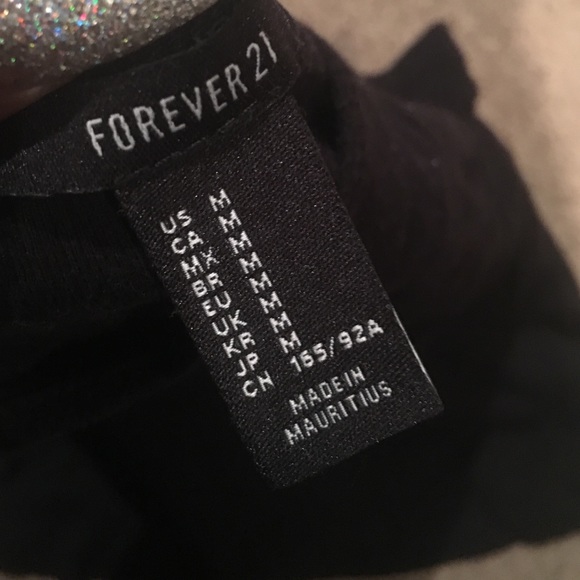 FOREVER 21
US M
CA M
MX M
BR M
EU M
UK M
KR M
JP M
CN 165/92A
MADE IN
MAURITIUS